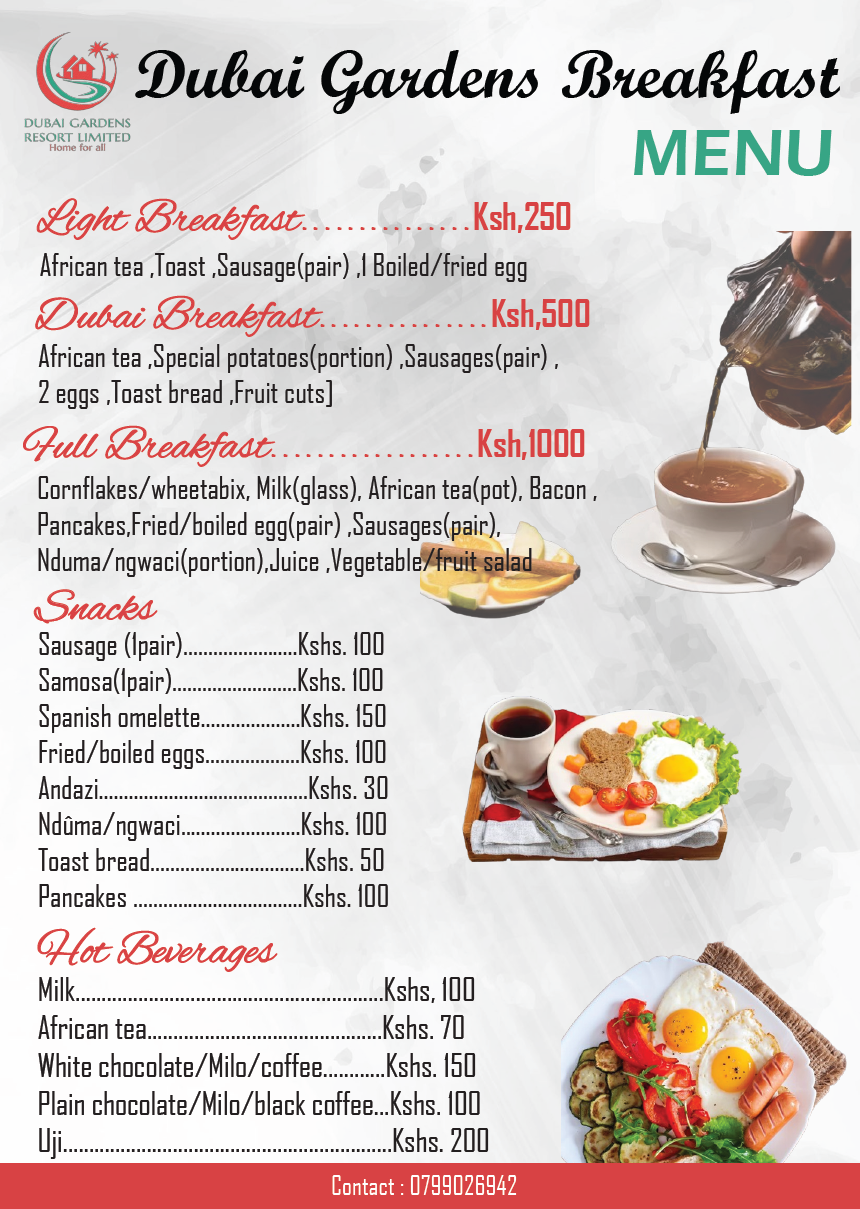 DUBAI GARDENS
RESORT LIMITED
Home for all
Dubai Gardens Breakfast
MENU
Light Breakfast...............Ksh,250
African tea ,Toast ,Sausage(pair) ,1 Boiled/fried egg
Dubai Breakfast...............Ksh,500
African tea ,Special potatoes(portion) ,Sausages(pair) ,
2 eggs ,Toast bread ,Fruit cuts]
Full Breakfast..................Ksh,1000
Cornflakes/wheetabix, Milk(glass), African tea(pot), Bacon ,
Pancakes,Fried/boiled egg(pair) ,Sausages(pair),
Nduma/ngwaci(portion),Juice ,Vegetable/fruit salad
Snacks
Sausage (1pair)......................Kshs. 100
Samosa(1pair)........................Kshs. 100
Spanish omelette...................Kshs. 150
Fried/boiled eggs..................Kshs. 100
Andazi........................................Kshs. 30
Ndûma/ngwaci.......................Kshs. 100
Toast bread.............................Kshs. 50
Pancakes ................................Kshs. 100
Hot Beverages
Milk...........................................................Kshs, 100
African tea.............................................Kshs. 70
White chocolate/Milo/coffee............Kshs. 150
Plain chocolate/Milo/black coffee...Kshs. 100
Uji...............................................................Kshs. 200
Contact : 0799026942